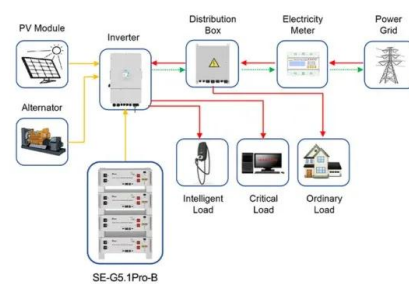 PV Module
Inverter
Distribution
Box
Electricity
Meter
Power
Grid
Alternator
Intelligent
Load
Critical
Load
Ordinary
Load
SE-G5.1Pro-B